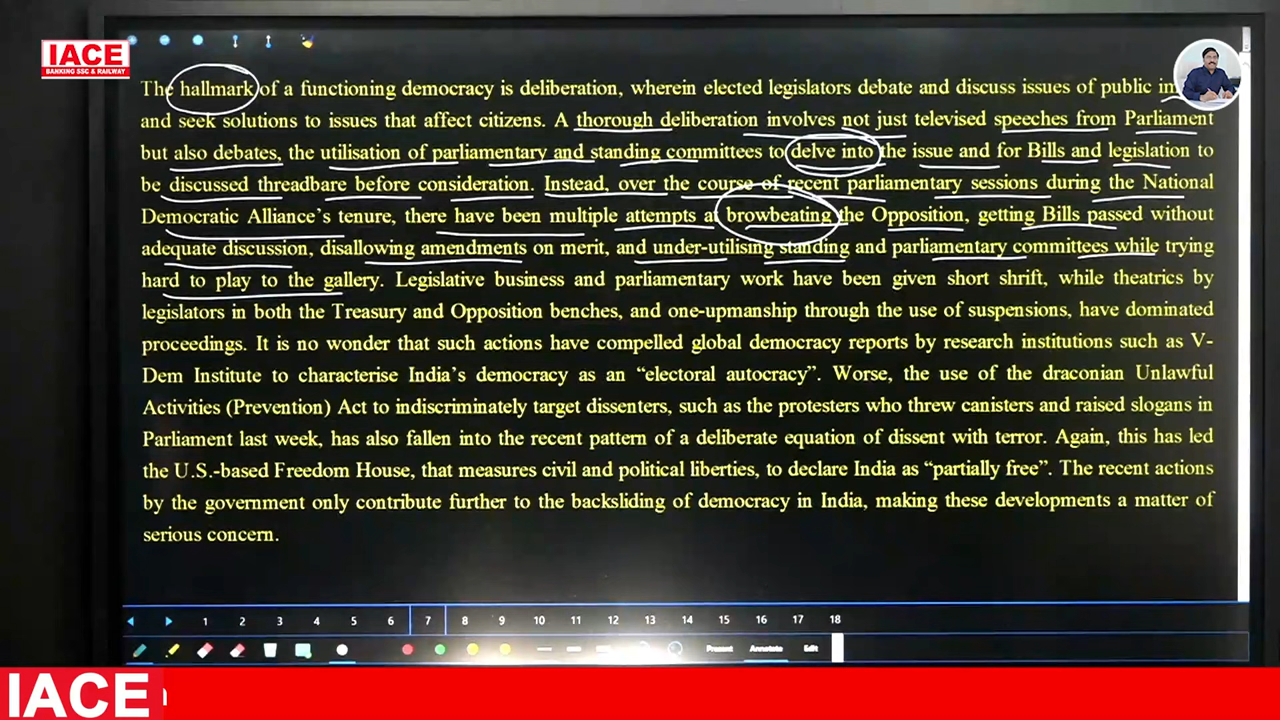 IACE
BANKING SSC & RAILWAY
The hallmark of a functioning democracy is deliberation, wherein elected legislators debate and discuss issues of public
and seek solutions to issues that affect citizens. A thorough deliberation involves not just televised speeches from Parliament
but also debates, the utilisation of parliamentary and standing committees to delve into the issue and for Bills and legislation to
be discussed threadbare before consideration. Instead, over the course of recent parliamentary sessions during the National
Democratic Alliance's tenure, there have been multiple attempts at browbeating the Opposition, getting Bills passed without
adequate discussion, disallowing amendments on merit, and under-utilising standing and parliamentary committees while trying
hard to play to the gallery. Legislative business and parliamentary work have been given short shrift, while theatrics by
legislators in both the Treasury and Opposition benches, and one-upmanship through the use of suspensions, have dominated
proceedings. It is no wonder that such actions have compelled global democracy reports by research institutions such as V-
Dem Institute to characterise India's democracy as an "electoral autocracy". Worse, the use of the draconian Unlawful
Activities (Prevention) Act to indiscriminately target dissenters, such as the protesters who threw canisters and raised slogans in
Parliament last week, has also fallen into the recent pattern of a deliberate equation of dissent with terror. Again, this has led
the U.S.-based Freedom House, that measures civil and political liberties, to declare India as "partially free". The recent actions
by the government only contribute further to the backsliding of democracy in India, making these developments a matter of
serious concern.
1 2 3 4 5 6 7 8 9 10 11 12 13 14 15 16 17 18
Present Annotate Edit
IACE